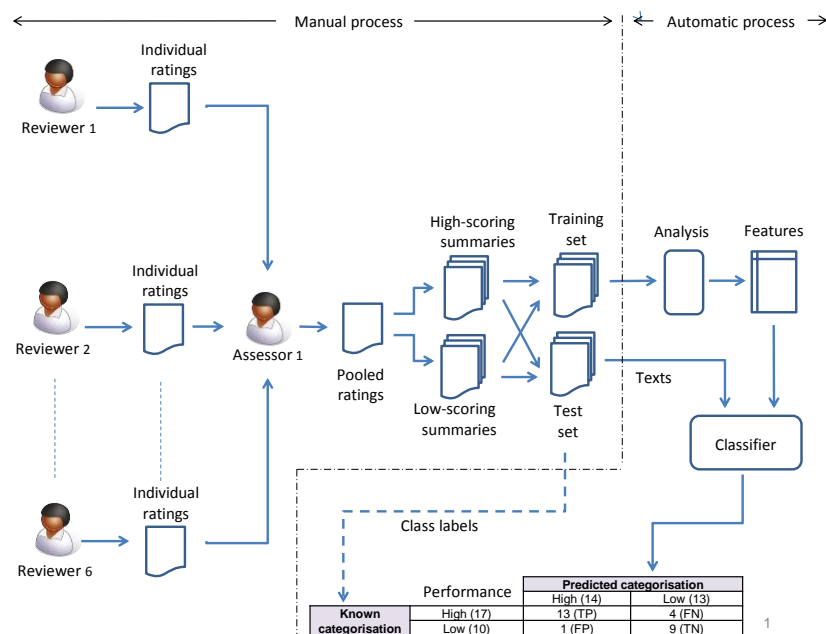 Manual process
Automatic process
Individual
ratings
Reviewer 1
High-scoring
summaries
Training
set
Analysis
Features
Individual
ratings
Reviewer 2
Assessor 1
Pooled
ratings
Low-scoring
summaries
Test
set
Texts
Classifier
Individual
ratings
Reviewer 6
Class labels
Performance
Predicted categorisation
High (14)
Low (13)
Known
categorisation
High (17)
13 (TP)
4 (FN)
Low (10)
1 (FP)
9 (TN)
1